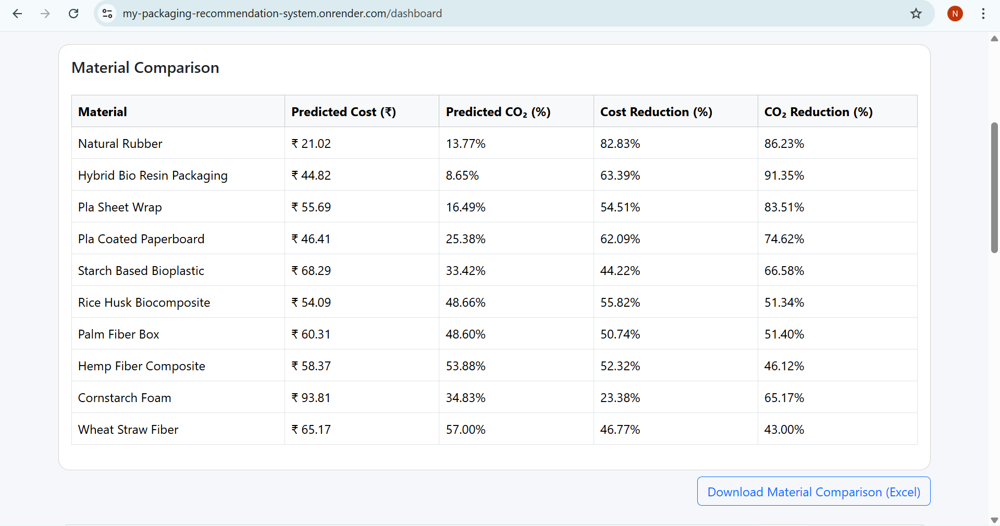 my-packaging-recommendation-system.onrender.com/dashboard
N
Material Comparison
Material Predicted Cost (₹) Predicted CO₂ (%) Cost Reduction (%) CO₂ Reduction (%)
Natural Rubber ₹ 21.02 13.77% 82.83% 86.23%
Hybrid Bio Resin Packaging ₹ 44.82 8.65% 63.39% 91.35%
Pla Sheet Wrap ₹ 55.69 16.49% 54.51% 83.51%
Pla Coated Paperboard ₹ 46.41 25.38% 62.09% 74.62%
Starch Based Bioplastic ₹ 68.29 33.42% 44.22% 66.58%
Rice Husk Biocomposite ₹ 54.09 48.66% 55.82% 51.34%
Palm Fiber Box ₹ 60.31 48.60% 50.74% 51.40%
Hemp Fiber Composite ₹ 58.37 53.88% 52.32% 46.12%
Cornstarch Foam ₹ 93.81 34.83% 23.38% 65.17%
Wheat Straw Fiber ₹ 65.17 57.00% 46.77% 43.00%
Download Material Comparison (Excel)